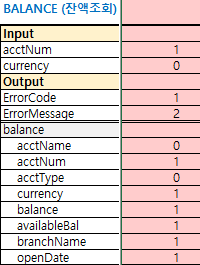 BALANCE (잔액조회)
Input
acctNum 1
currency 0
Output
ErrorCode 1
ErrorMessage 2
balance
acctName 0
acctNum 1
acctType 0
currency 1
balance 1
availableBal 1
branchName 1
openDate 1